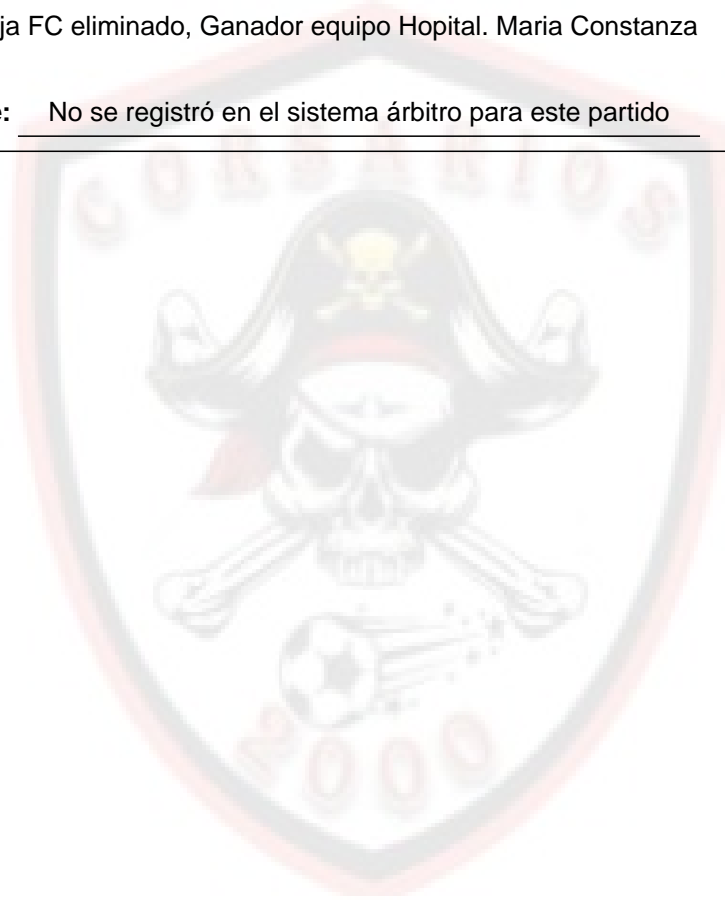 ja FC eliminado, Ganador equipo Hopital. Maria Constanza
: No se registró en el sistema árbitro para este partido
CORSARIOS
2000